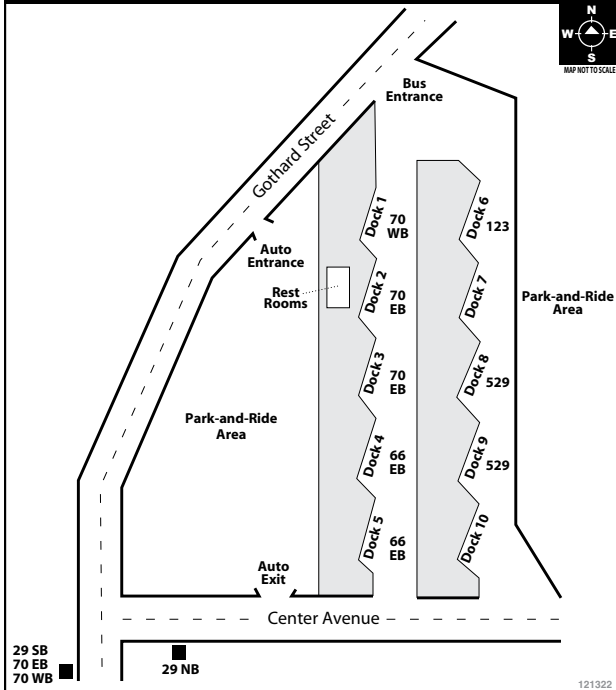 N
W E
S
MAP NOT TO SCALE
Bus
Entrance
Gothard Street
Dock 1
70
WB
Dock 6
123
Auto
Entrance
Rest
Rooms
Dock 2
70
EB
Dock 7
Park-and-Ride
Area
Dock 3
70
EB
Dock 8
529
Park-and-Ride
Area
Dock 4
66
EB
Dock 9
529
Dock 5
66
EB
Dock 10
Auto
Exit
Center Avenue
29 SB
70 EB
70 WB
29 NB
121322